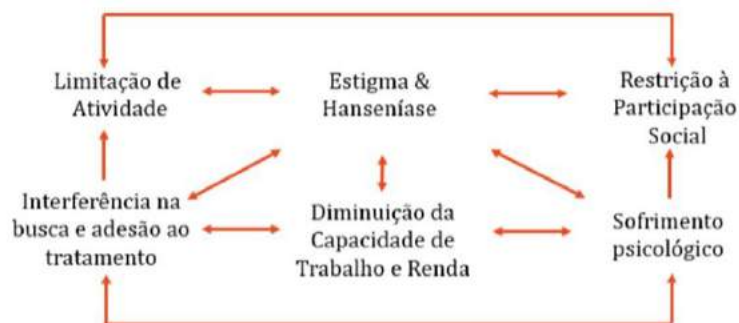 Limitação de
Atividade
Estigma &
Hanseníase
Restrição à
Participação
Social
Interferência na
busca e adesão ao
tratamento
Diminuição da
Capacidade de
Trabalho e Renda
Sofrimento
psicológico